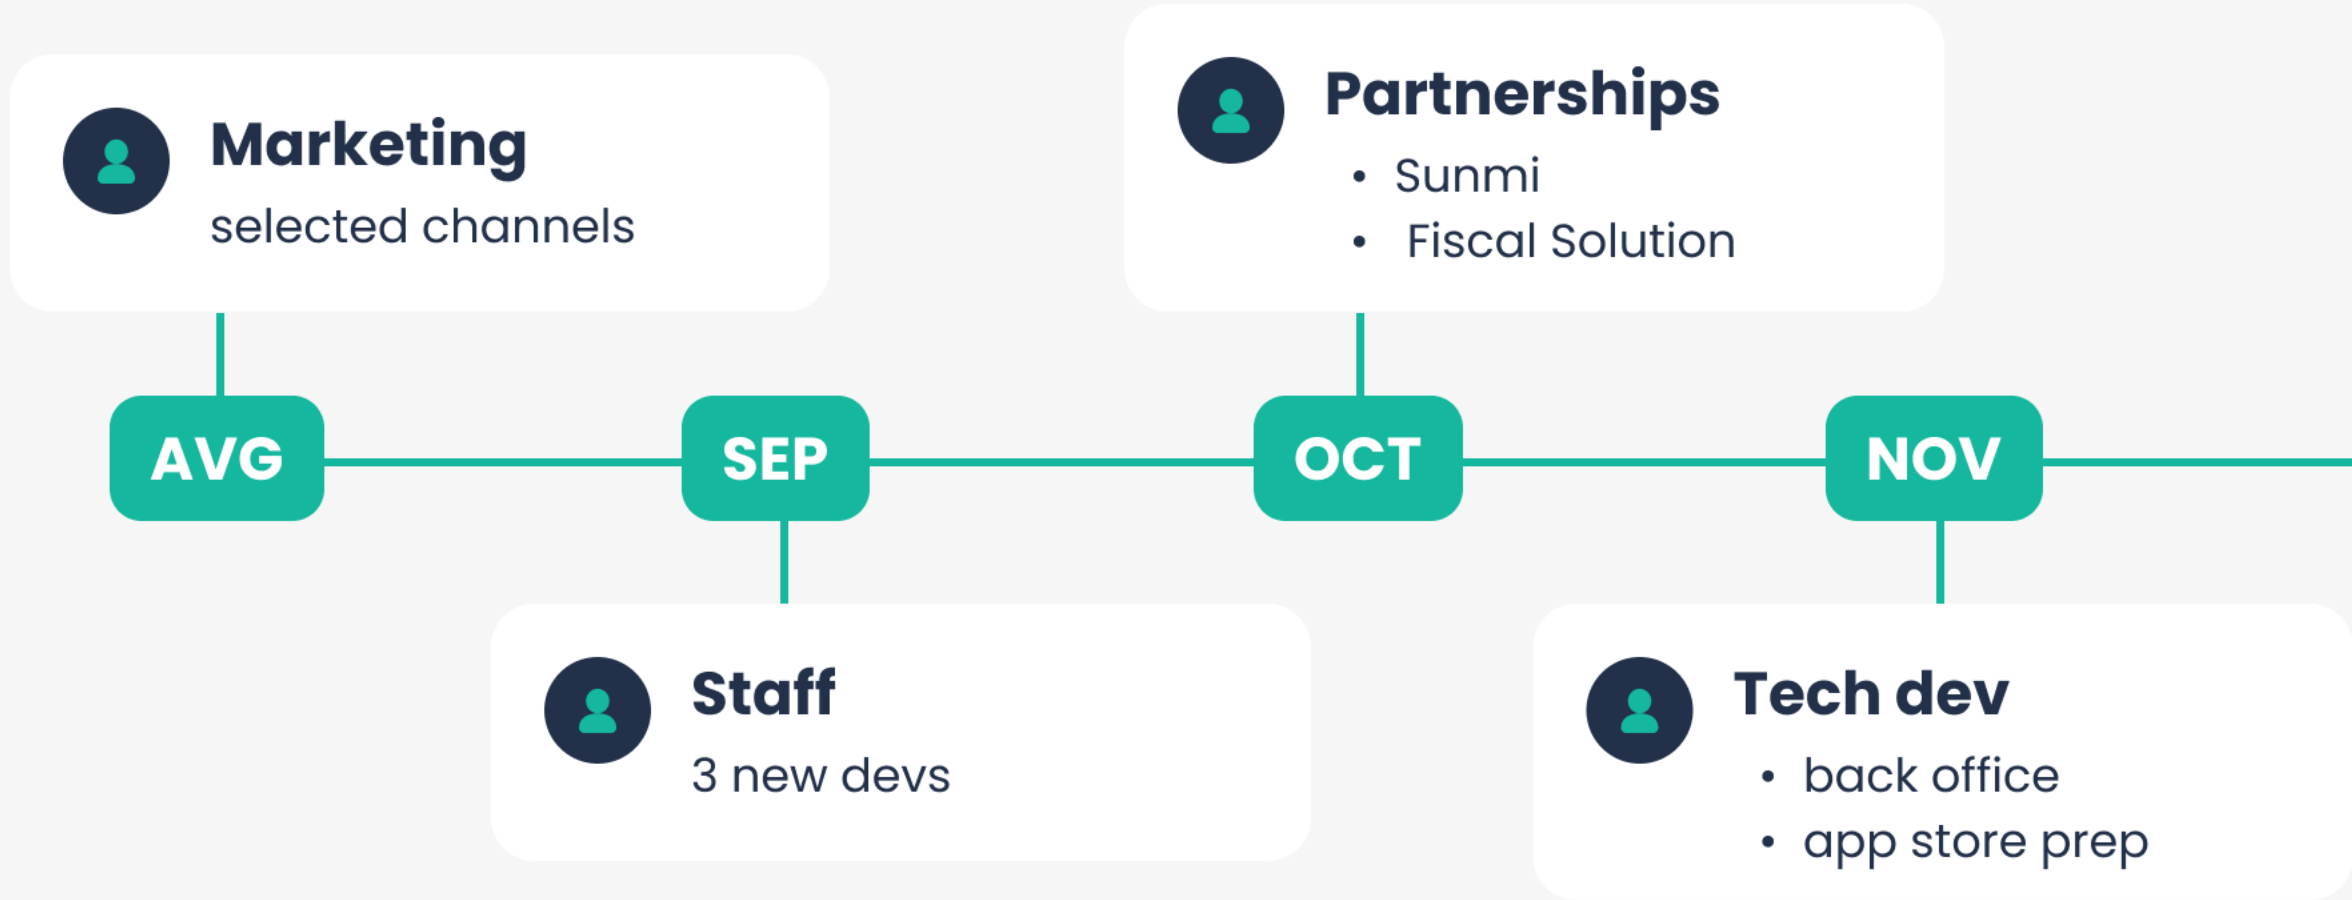 Marketing
selected channels
Partnerships
• Sunmi
• Fiscal Solution
AVG
SEP
OCT
NOV
Staff
3 new devs
Tech dev
• back office
• app store prep